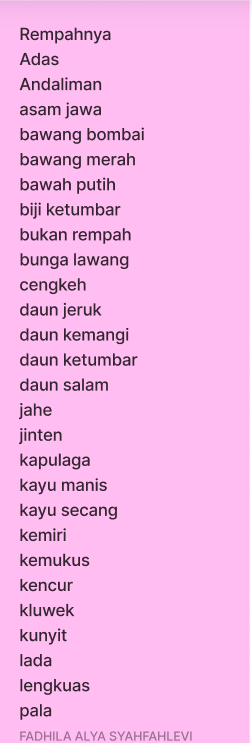 Rempahnya
Adas
Andaliman
asam jawa
bawang bombai
bawang merah
bawah putih
biji ketumbar
bukan rempah
bunga lawang
cengkeh
daun jeruk
daun kemangi
daun ketumbar
daun salam
jahe
jinten
kapulaga
kayu manis
kayu secang
kemiri
kemukus
kencur
kluwek
kunyit
lada
lengkuas
pala
FADHILA ALYA SYAHFAHLEVI